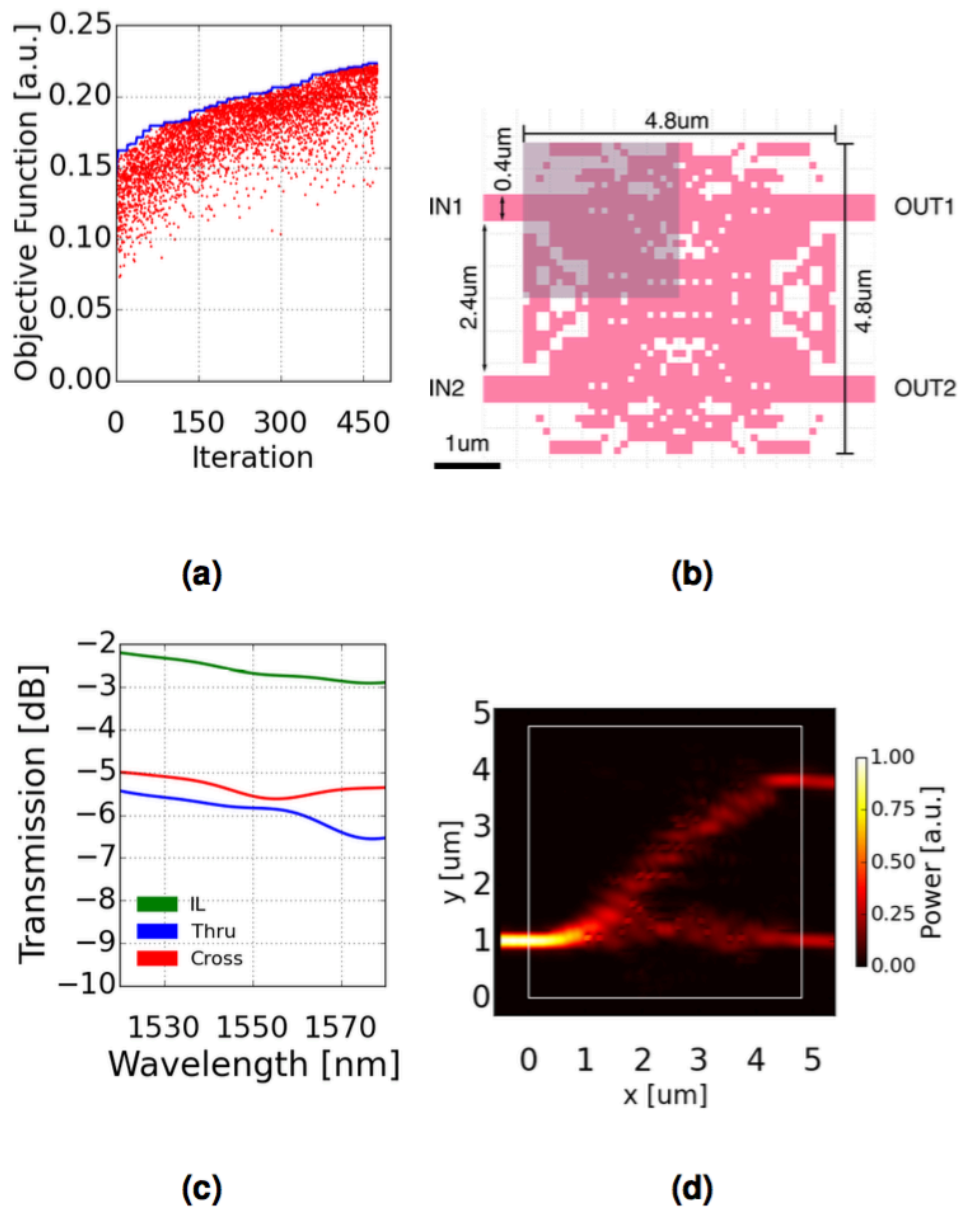 Objective Function [a.u.]
0.25
0.20
0.15
0.10
0.05
0.00
0 150 300 450
Iteration
(a)
4.8um
0.4um
IN1
OUT1
2.4um
4.8um
IN2
OUT2
1um
(b)
Transmission [dB]
−2
−3
−4
−5
−6
−7
−8
−9
−10
IL
Thru
Cross
1530 1550 1570
Wavelength [nm]
(c)
y [um]
5
4
3
2
1
0
0 1 2 3 4 5
x [um]
1.00
0.75
0.50
0.25
0.00
Power [a.u.]
(d)